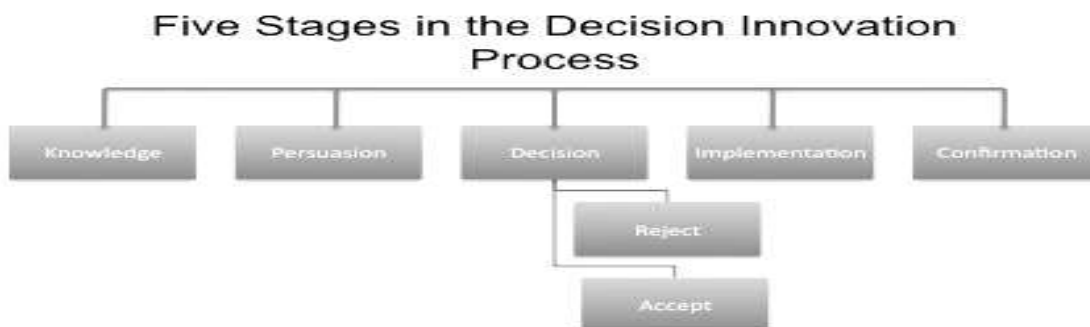 Five Stages in the Decision Innovation
Process
Knowledge
Persuasion
Decision
Implementation
Confirmation
Reject
Accept